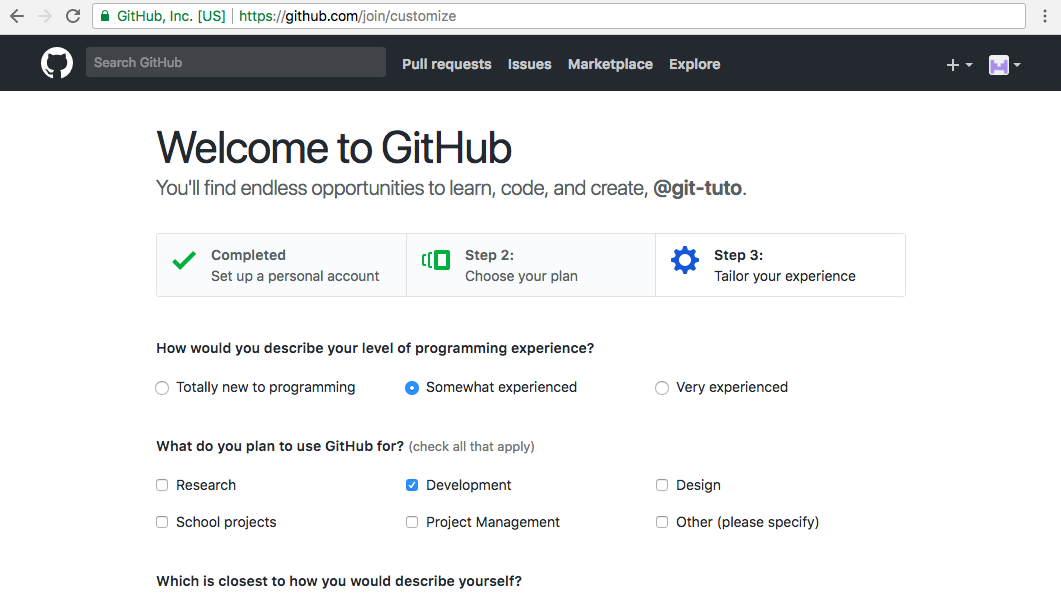 GitHub, Inc. [US] https://github.com/join/customize
Search GitHub Pull requests Issues Marketplace Explore
Welcome to GitHub
You'll find endless opportunities to learn, code, and create, @git-tuto.
Completed Step 2: Step 3:
Set up a personal account Choose your plan Tailor your experience
How would you describe your level of programming experience?
Totally new to programming Somewhat experienced Very experienced
What do you plan to use GitHub for? (check all that apply)
Research Development Design
School projects Project Management Other (please specify)
Which is closest to how you would describe yourself?